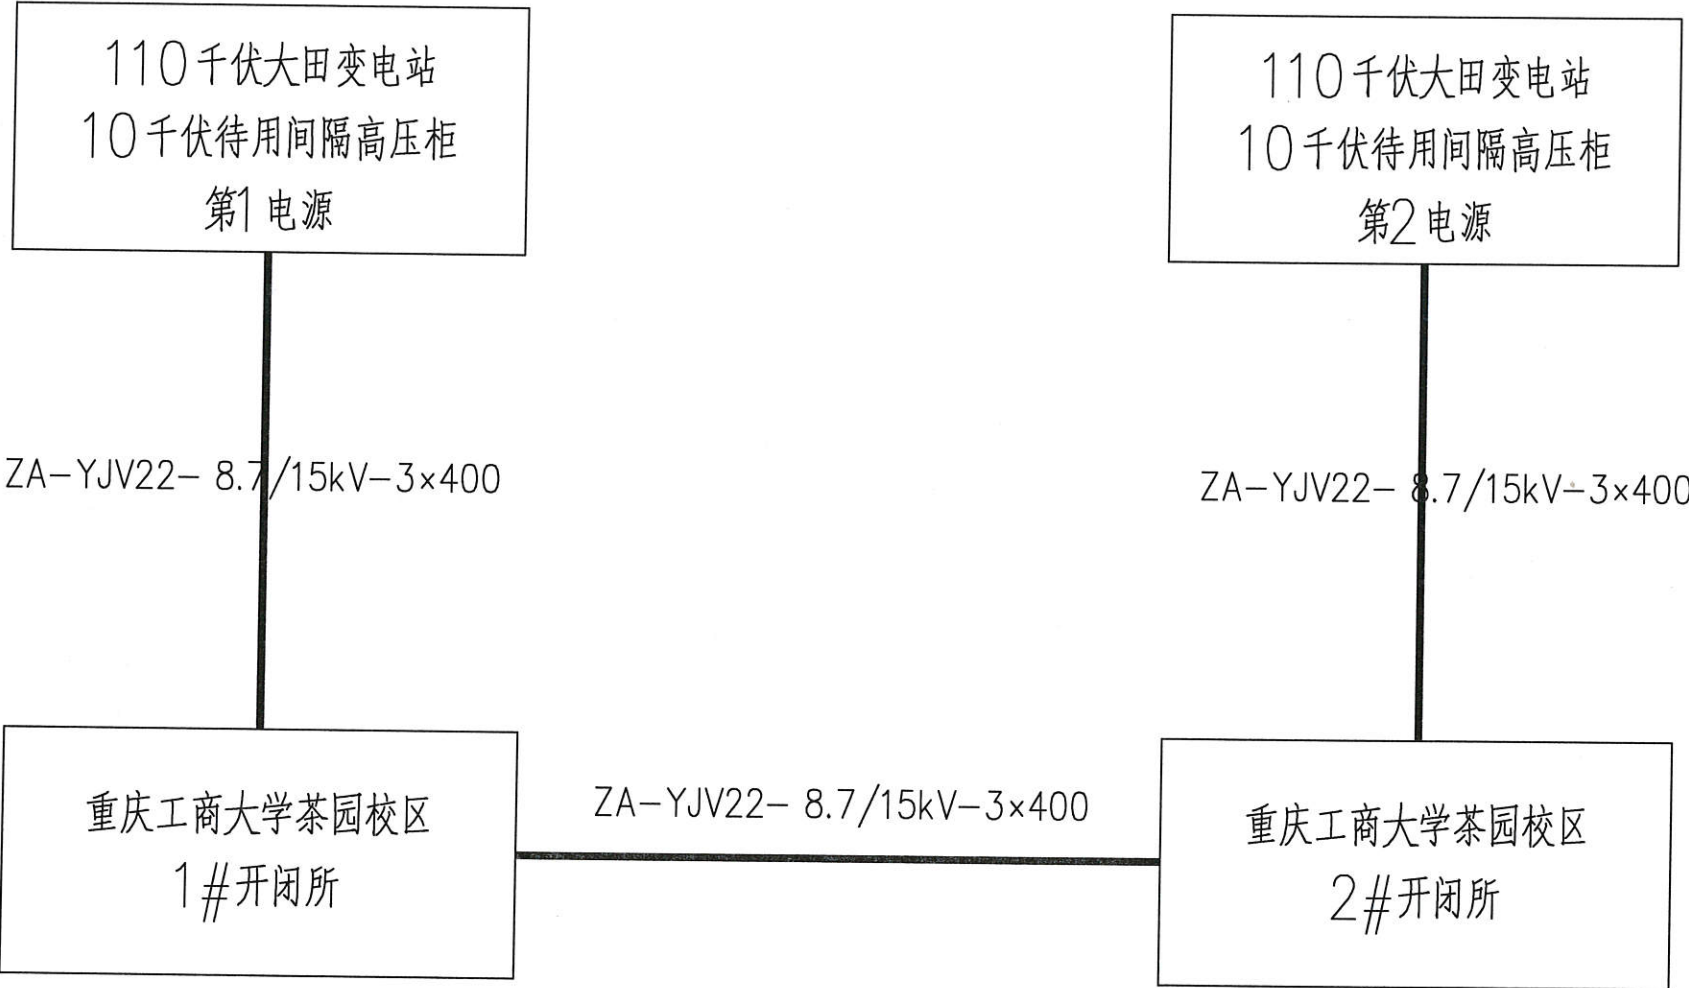 110千伏大田变电站
10千伏待用间隔高压柜
第1电源
110千伏大田变电站
10千伏待用间隔高压柜
第2电源
ZA-YJV22- 8.7/15kV-3×400
ZA-YJV22- 8.7/15kV-3×400
重庆工商大学茶园校区
1#开闭所
ZA-YJV22- 8.7/15kV-3×400
重庆工商大学茶园校区
2#开闭所